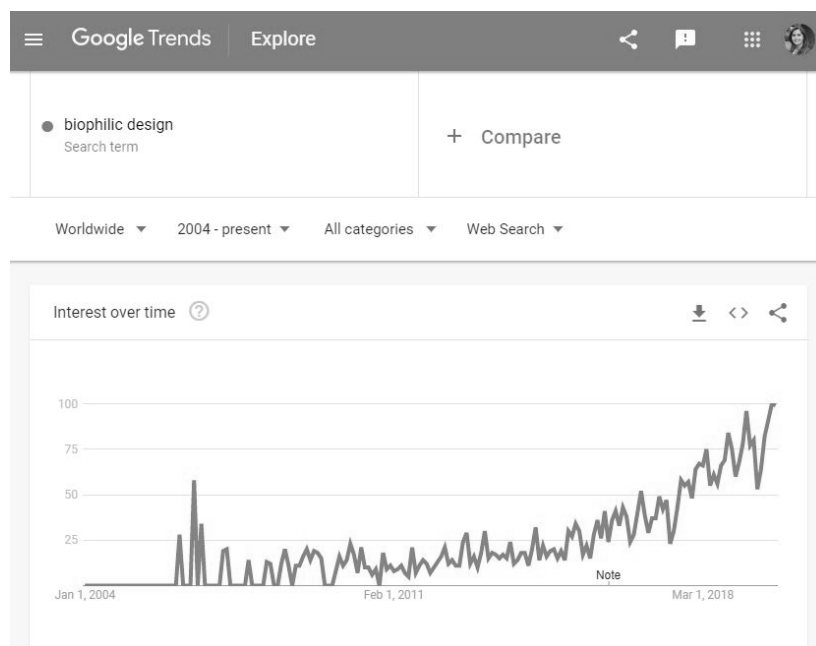 Google Trends Explore
biophilic design
Search term
+ Compare
Worldwide 2004 - present All categories Web Search
Interest over time ?
100
75
50
25
Note
Jan 1, 2004 Feb 1, 2011 Mar 1, 2018